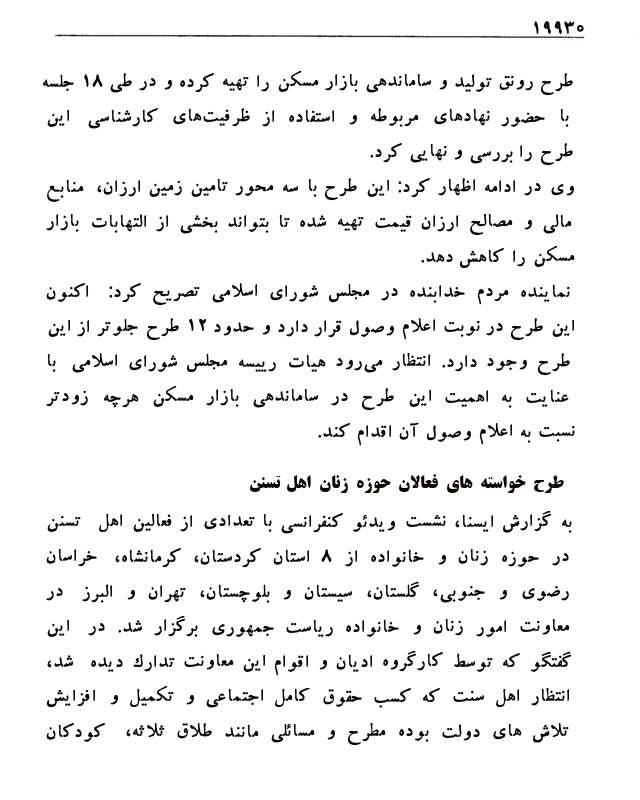 ۱۹۹۳۰
طرح رونق تولید و ساماندهی بازار مسکن را تهیه کرده و در طی ۱۸ جلسه
با حضور نهادهای مربوطه و استفاده از ظرفیت‌های کارشناسی این
طرح را بررسی و نهایی کرد.
وی در ادامه اظهار کرد: این طرح با سه محور تامین زمین ارزان، منابع
مالی و مصالح ارزان قیمت تهیه شده تا بتواند بخشی از التهابات بازار
مسکن را کاهش دهد.
نماینده مردم خدابنده در مجلس شورای اسلامی تصریح کرد: اکنون
این طرح در نوبت اعلام وصول قرار دارد و حدود ۱۲ طرح جلوتر از این
طرح وجود دارد. انتظار می‌رود هیات رییسه مجلس شورای اسلامی با
عنایت به اهمیت این طرح در ساماندهی بازار مسکن هرچه زودتر
نسبت به اعلام وصول آن اقدام کند.
طرح خواسته های فعالان حوزه زنان اهل تسنن
به گزارش ایسنا، نشست ویدئو کنفرانسی با تعدادی از فعالین اهل تسنن
در حوزه زنان و خانواده از ۸ استان کردستان، کرمانشاه، خراسان
رضوی و جنوبی، گلستان، سیستان و بلوچستان، تهران و البرز در
معاونت امور زنان و خانواده ریاست جمهوری برگزار شد. در این
گفتگو که توسط کارگروه ادیان و اقوام این معاونت تدارك دیده شد،
انتظار اهل سنت که کسب حقوق کامل اجتماعی و تکمیل و افزایش
تلاش های دولت بوده مطرح و مسائلی مانند طلاق ثلاثه، کودکان